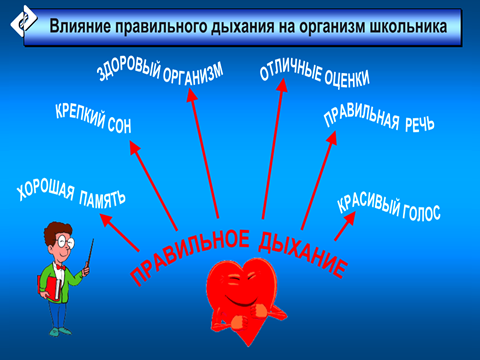 Влияние правильного дыхания на организм школьника
ЗДОРОВЫЙ ОРГАНИЗМ
ОТЛИЧНЫЕ ОЦЕНКИ
КРЕПКИЙ СОН
ПРАВИЛЬНАЯ РЕЧЬ
ХОРОШАЯ ПАМЯТЬ
КРАСИВЫЙ ГОЛОС
ПРАВИЛЬНОЕ ДЫХАНИЕ